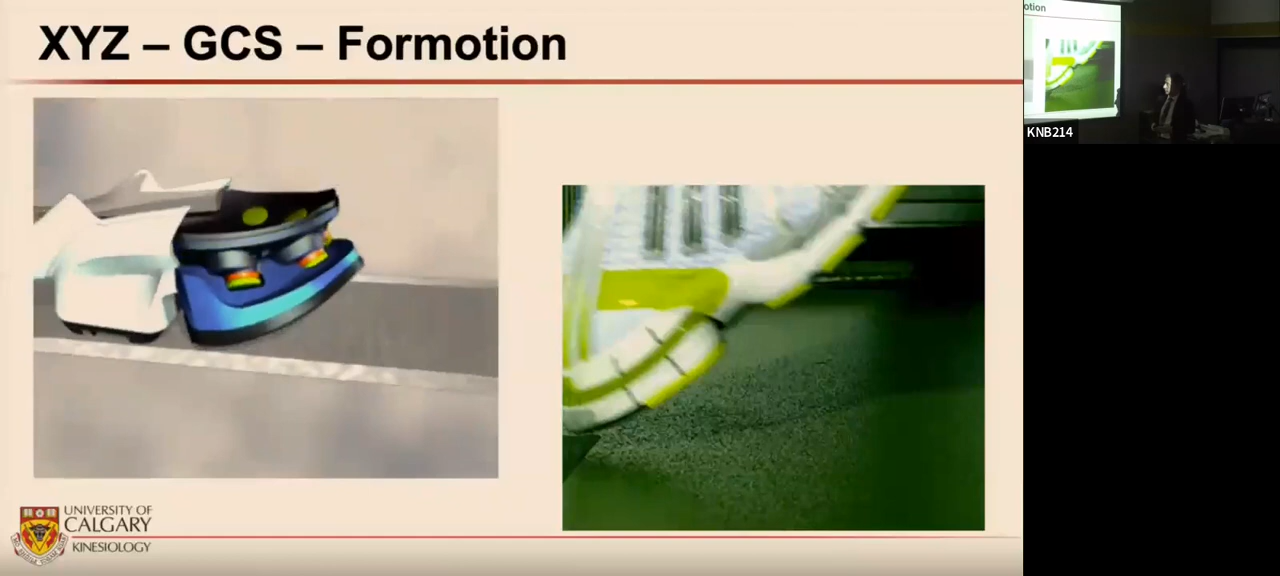 XYZ – GCS – Formotion
otion
KNB214
UNIVERSITY OF
CALGARY
KINESIOLOGY